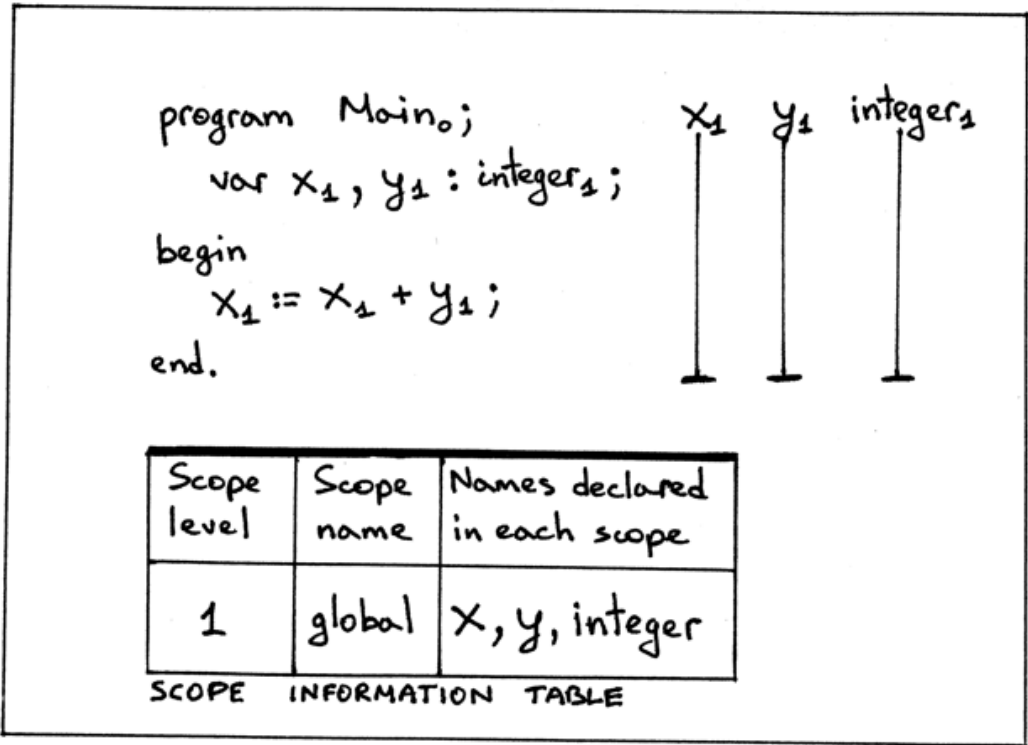 program Main₀;
var x₁, y₁ : integer₁;
begin
x₁ := x₁ + y₁;
end.
x₁ y₁ integer₁
Scope level
Scope name
Names declared in each scope
1
global
x, y, integer
SCOPE INFORMATION TABLE